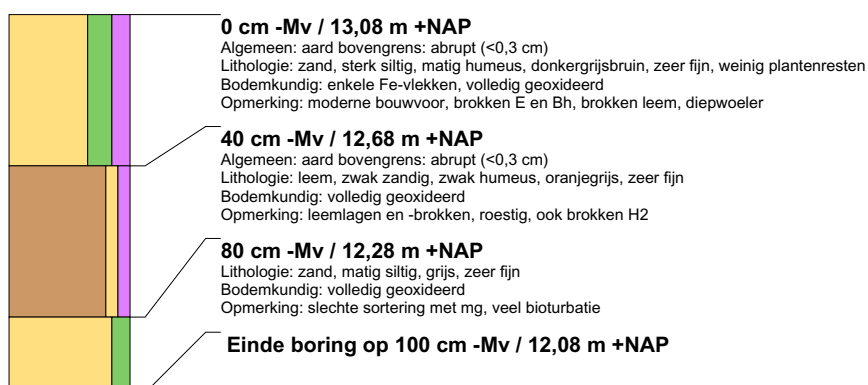 0 cm -Mv / 13,08 m +NAP
Algemeen: aard bovengrens: abrupt (<0,3 cm)
Lithologie: zand, sterk siltig, matig humeus, donkergrijsbruin, zeer fijn, weinig plantenresten
Bodemkundig: enkele Fe-vlekken, volledig geoxideerd
Opmerking: moderne bouwvoor, brokken E en Bh, brokken leem, diepwoeler
40 cm -Mv / 12,68 m +NAP
Algemeen: aard bovengrens: abrupt (<0,3 cm)
Lithologie: leem, zwak zandig, zwak humeus, oranjegrijs, zeer fijn
Bodemkundig: volledig geoxideerd
Opmerking: leemlagen en -brokken, roestig, ook brokken H2
80 cm -Mv / 12,28 m +NAP
Lithologie: zand, matig siltig, grijs, zeer fijn
Bodemkundig: volledig geoxideerd
Opmerking: slechte sortering met mg, veel bioturbatie
Einde boring op 100 cm -Mv / 12,08 m +NAP